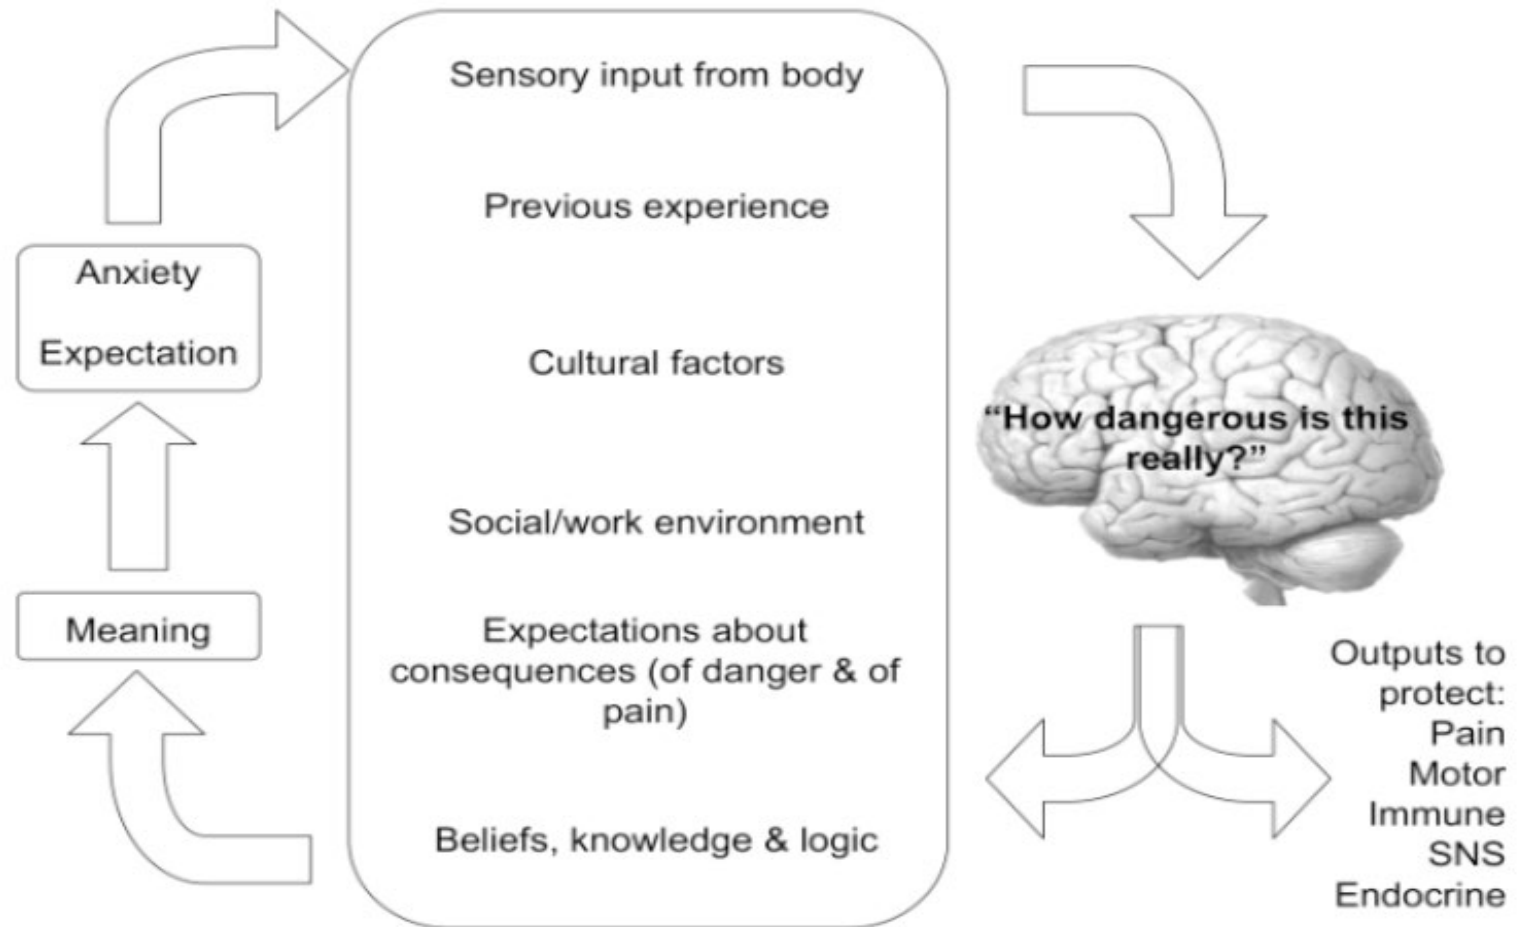 Sensory input from body
Previous experience
Cultural factors
Social/work environment
Expectations about
consequences (of danger & of
pain)
Beliefs, knowledge & logic
Anxiety
Expectation
Meaning
“How dangerous is this
really?”
Outputs to
protect:
Pain
Motor
Immune
SNS
Endocrine